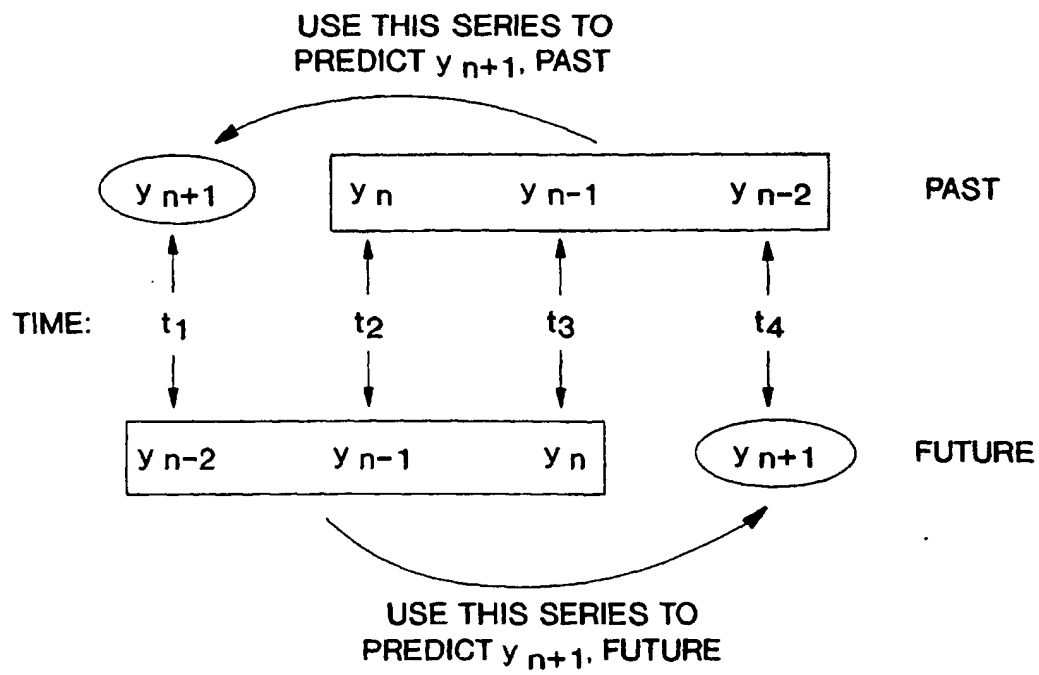 USE THIS SERIES TO
PREDICT y n+1, PAST
y n+1 y n y n-1 y n-2 PAST
TIME: t1 t2 t3 t4
y n-2 y n-1 y n y n+1 FUTURE
USE THIS SERIES TO
PREDICT y n+1, FUTURE